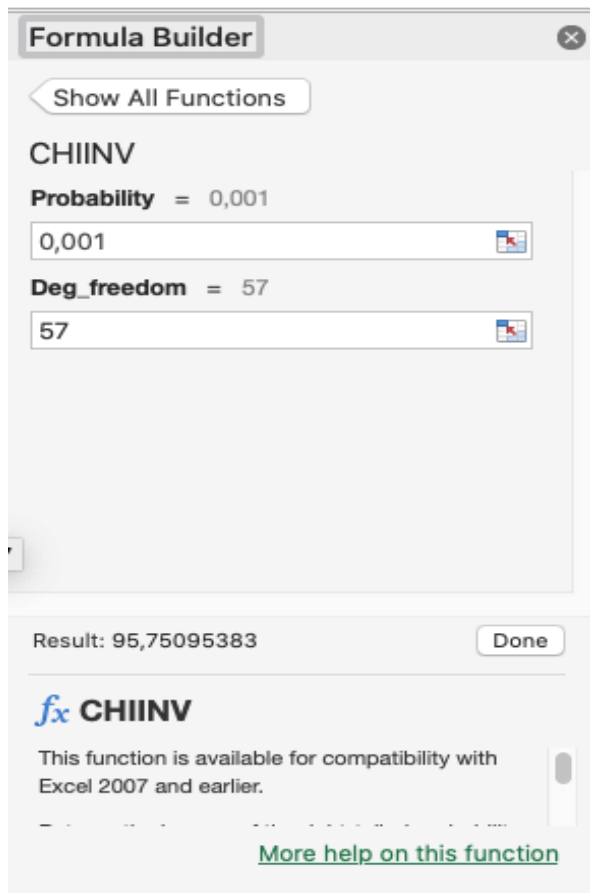 Formula Builder
Show All Functions
CHIINV
Probability = 0,001
0,001
Deg_freedom = 57
57
Result: 95,75095383
Done
fx CHIINV
This function is available for compatibility with
Excel 2007 and earlier.
More help on this function